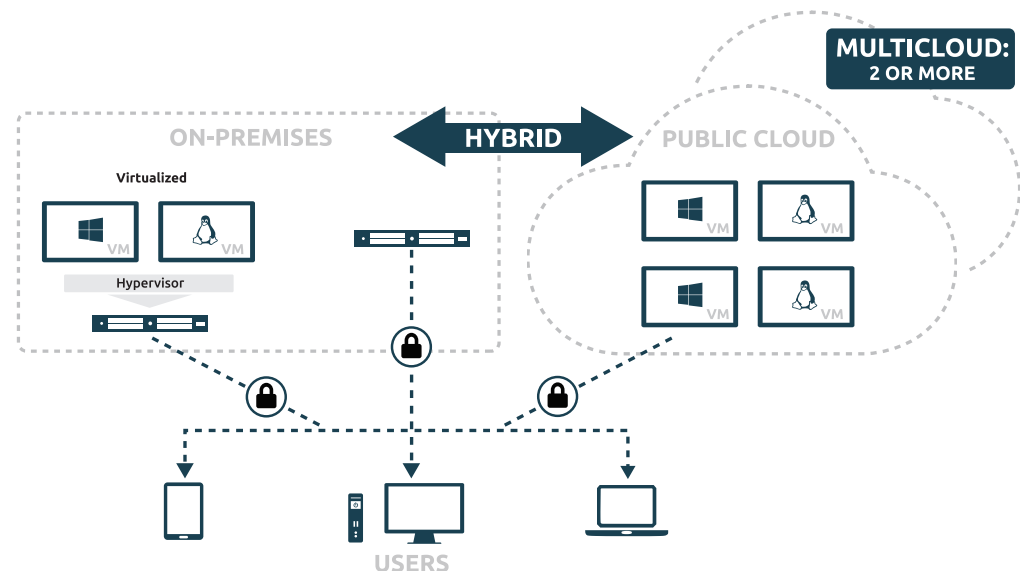 MULTICLOUD:
2 OR MORE
ON-PREMISES
HYBRID
PUBLIC CLOUD
Virtualized
VM
VM
VM
VM
Hypervisor
VM
VM
USERS